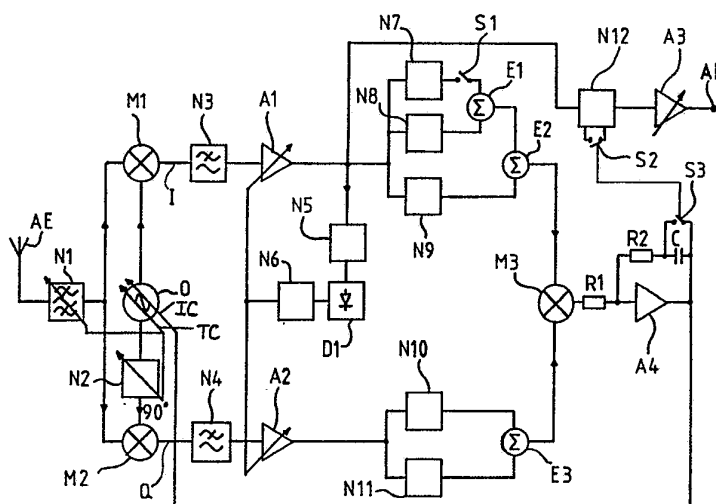 N7
S1
N12
A3
E1
M1
N3
A1
N8
Σ
E2
S2
I
Σ
S3
AE
N5
N9
N1
N6
M3
R2
C
O
IC
R1
TC
D1
A4
N2
N10
90°
N4
A2
M2
Q
Σ
E3
N11